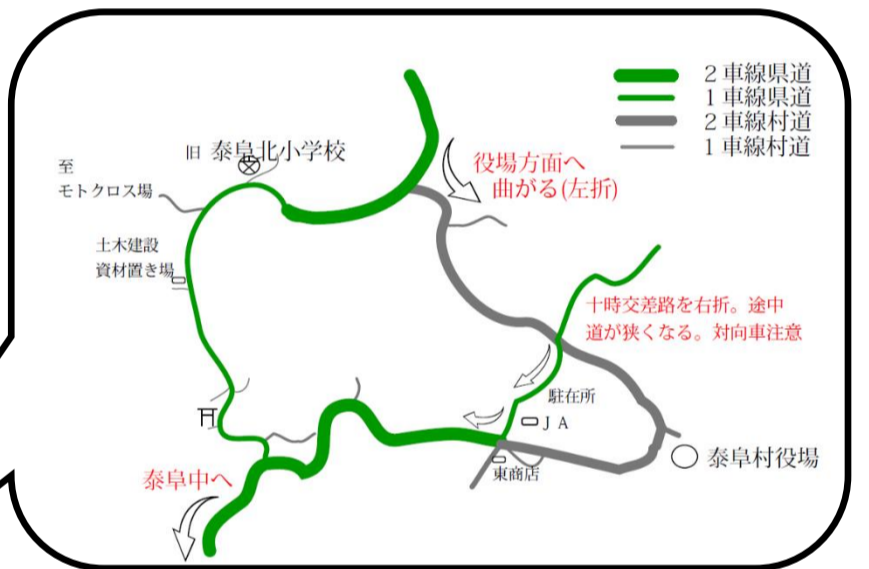 2車線県道
1車線県道
2車線村道
1車線村道
旧 泰阜北小学校
至
モトクロス場
役場方面へ
曲がる(左折)
土木建設
資材置き場
十時交差路を右折。途中
道が狭くなる。対向車注意
駐在所
JA
泰阜村役場
東商店
泰阜中へ